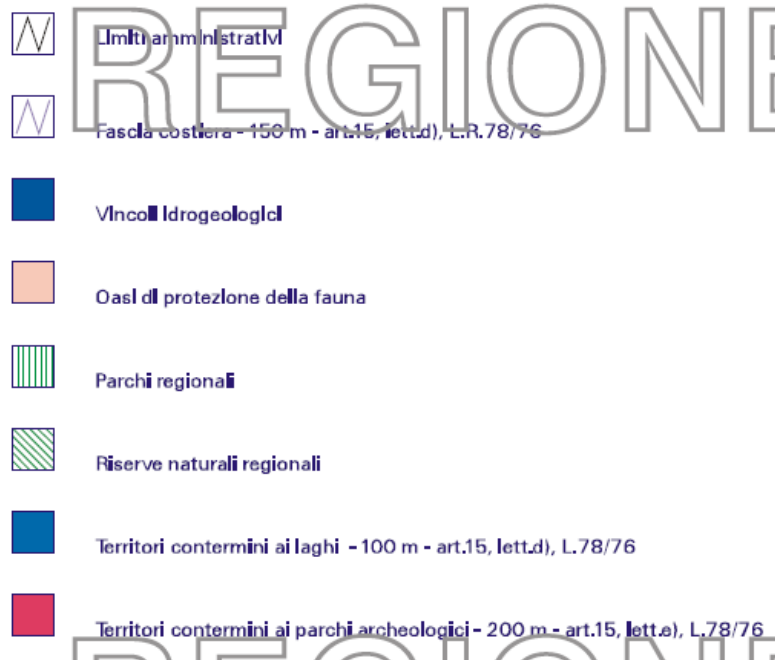 REGIONE
Limiti amministrativi
Fascia costiera - 150 m - art.15, lett.d), L.R.78/76
Vincoli idrogeologici
Oasi di protezione della fauna
Parchi regionali
Riserve naturali regionali
Territori contermini ai laghi - 100 m - art.15, lett.d), L.78/76
Territori contermini ai parchi archeologici - 200 m - art.15, lett.e), L.78/76